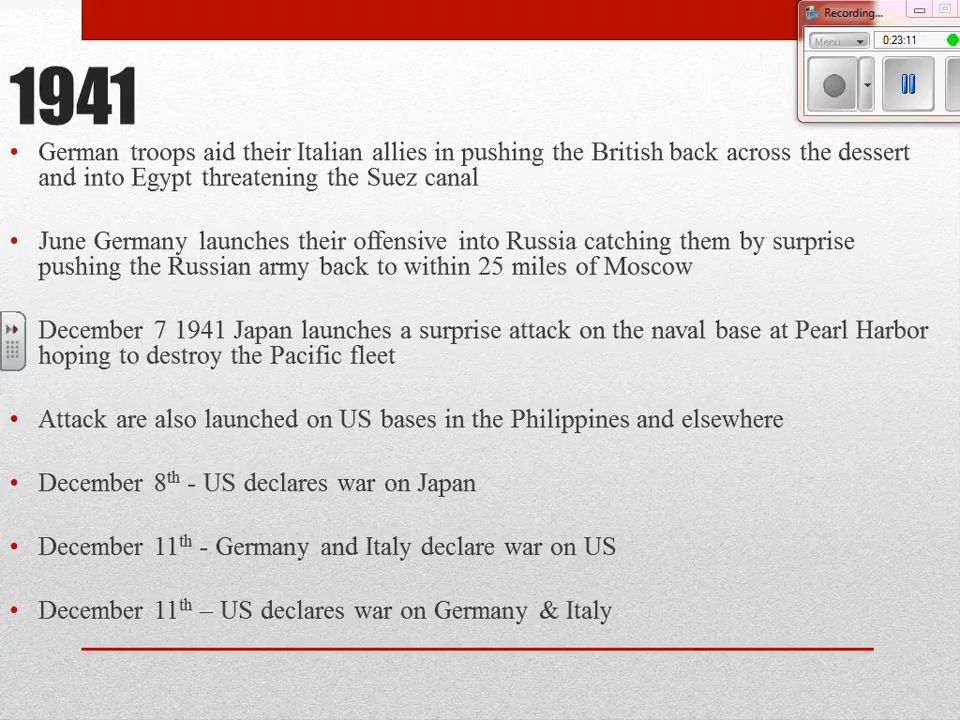 Recording...
Menu
0:23:11
1941
• German troops aid their Italian allies in pushing the British back across the dessert
and into Egypt threatening the Suez canal
• June Germany launches their offensive into Russia catching them by surprise
pushing the Russian army back to within 25 miles of Moscow
December 7 1941 Japan launches a surprise attack on the naval base at Pearl Harbor
hoping to destroy the Pacific fleet
• Attack are also launched on US bases in the Philippines and elsewhere
• December 8th - US declares war on Japan
• December 11th - Germany and Italy declare war on US
• December 11th – US declares war on Germany & Italy